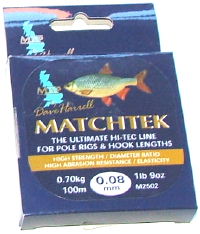 Dave Harrell
MATCHTEK
THE ULTIMATE HI-TEC LINE
FOR POLE RIGS & HOOK LENGTHS
HIGH STRENGTH / DIAMETER RATIO
HIGH ABRASION RESISTANCE / ELASTICITY
0.70kg
100m
0.08
mm
1lb 9oz
M2502